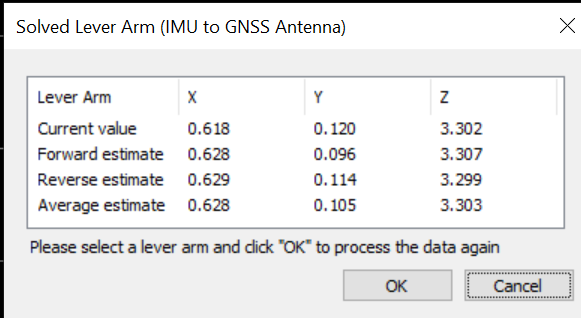 Solved Lever Arm (IMU to GNSS Antenna)
Lever Arm X Y Z
Current value 0.618 0.120 3.302
Forward estimate 0.628 0.096 3.307
Reverse estimate 0.629 0.114 3.299
Average estimate 0.628 0.105 3.303
Please select a lever arm and click "OK" to process the data again
OK Cancel